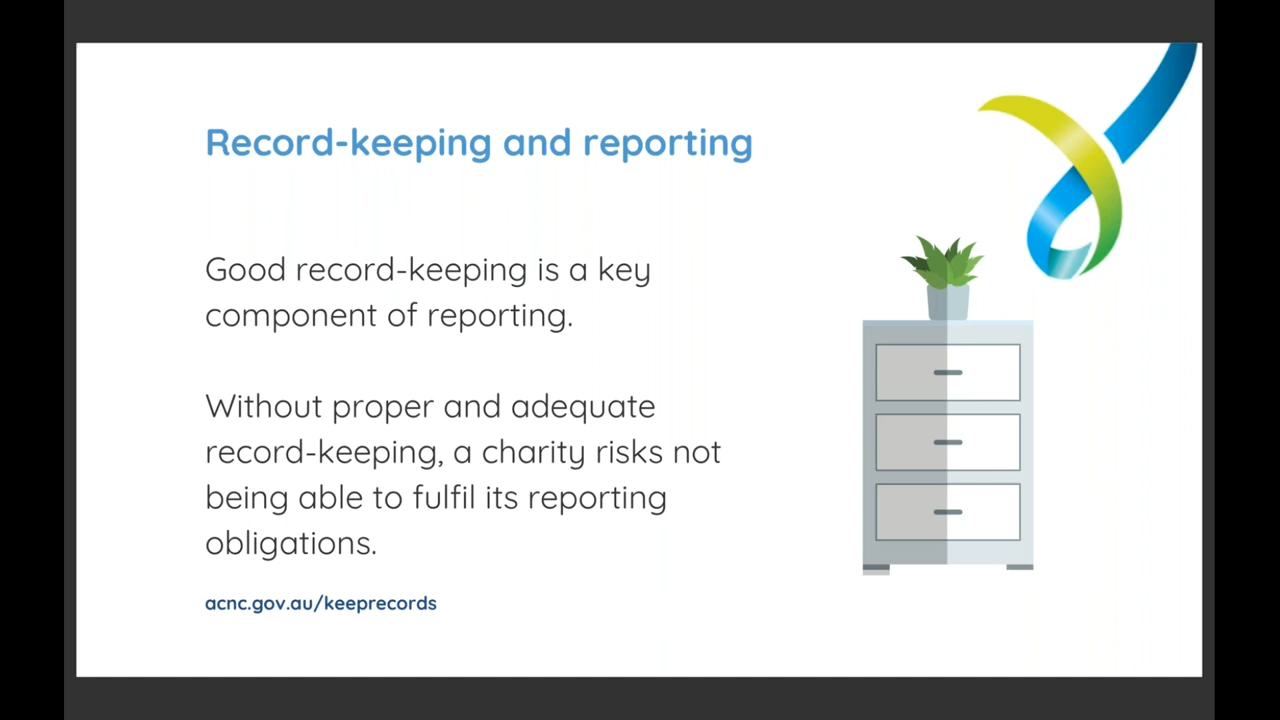 Record-keeping and reporting
Good record-keeping is a key
component of reporting.
Without proper and adequate
record-keeping, a charity risks not
being able to fulfil its reporting
obligations.
acnc.gov.au/keeprecords